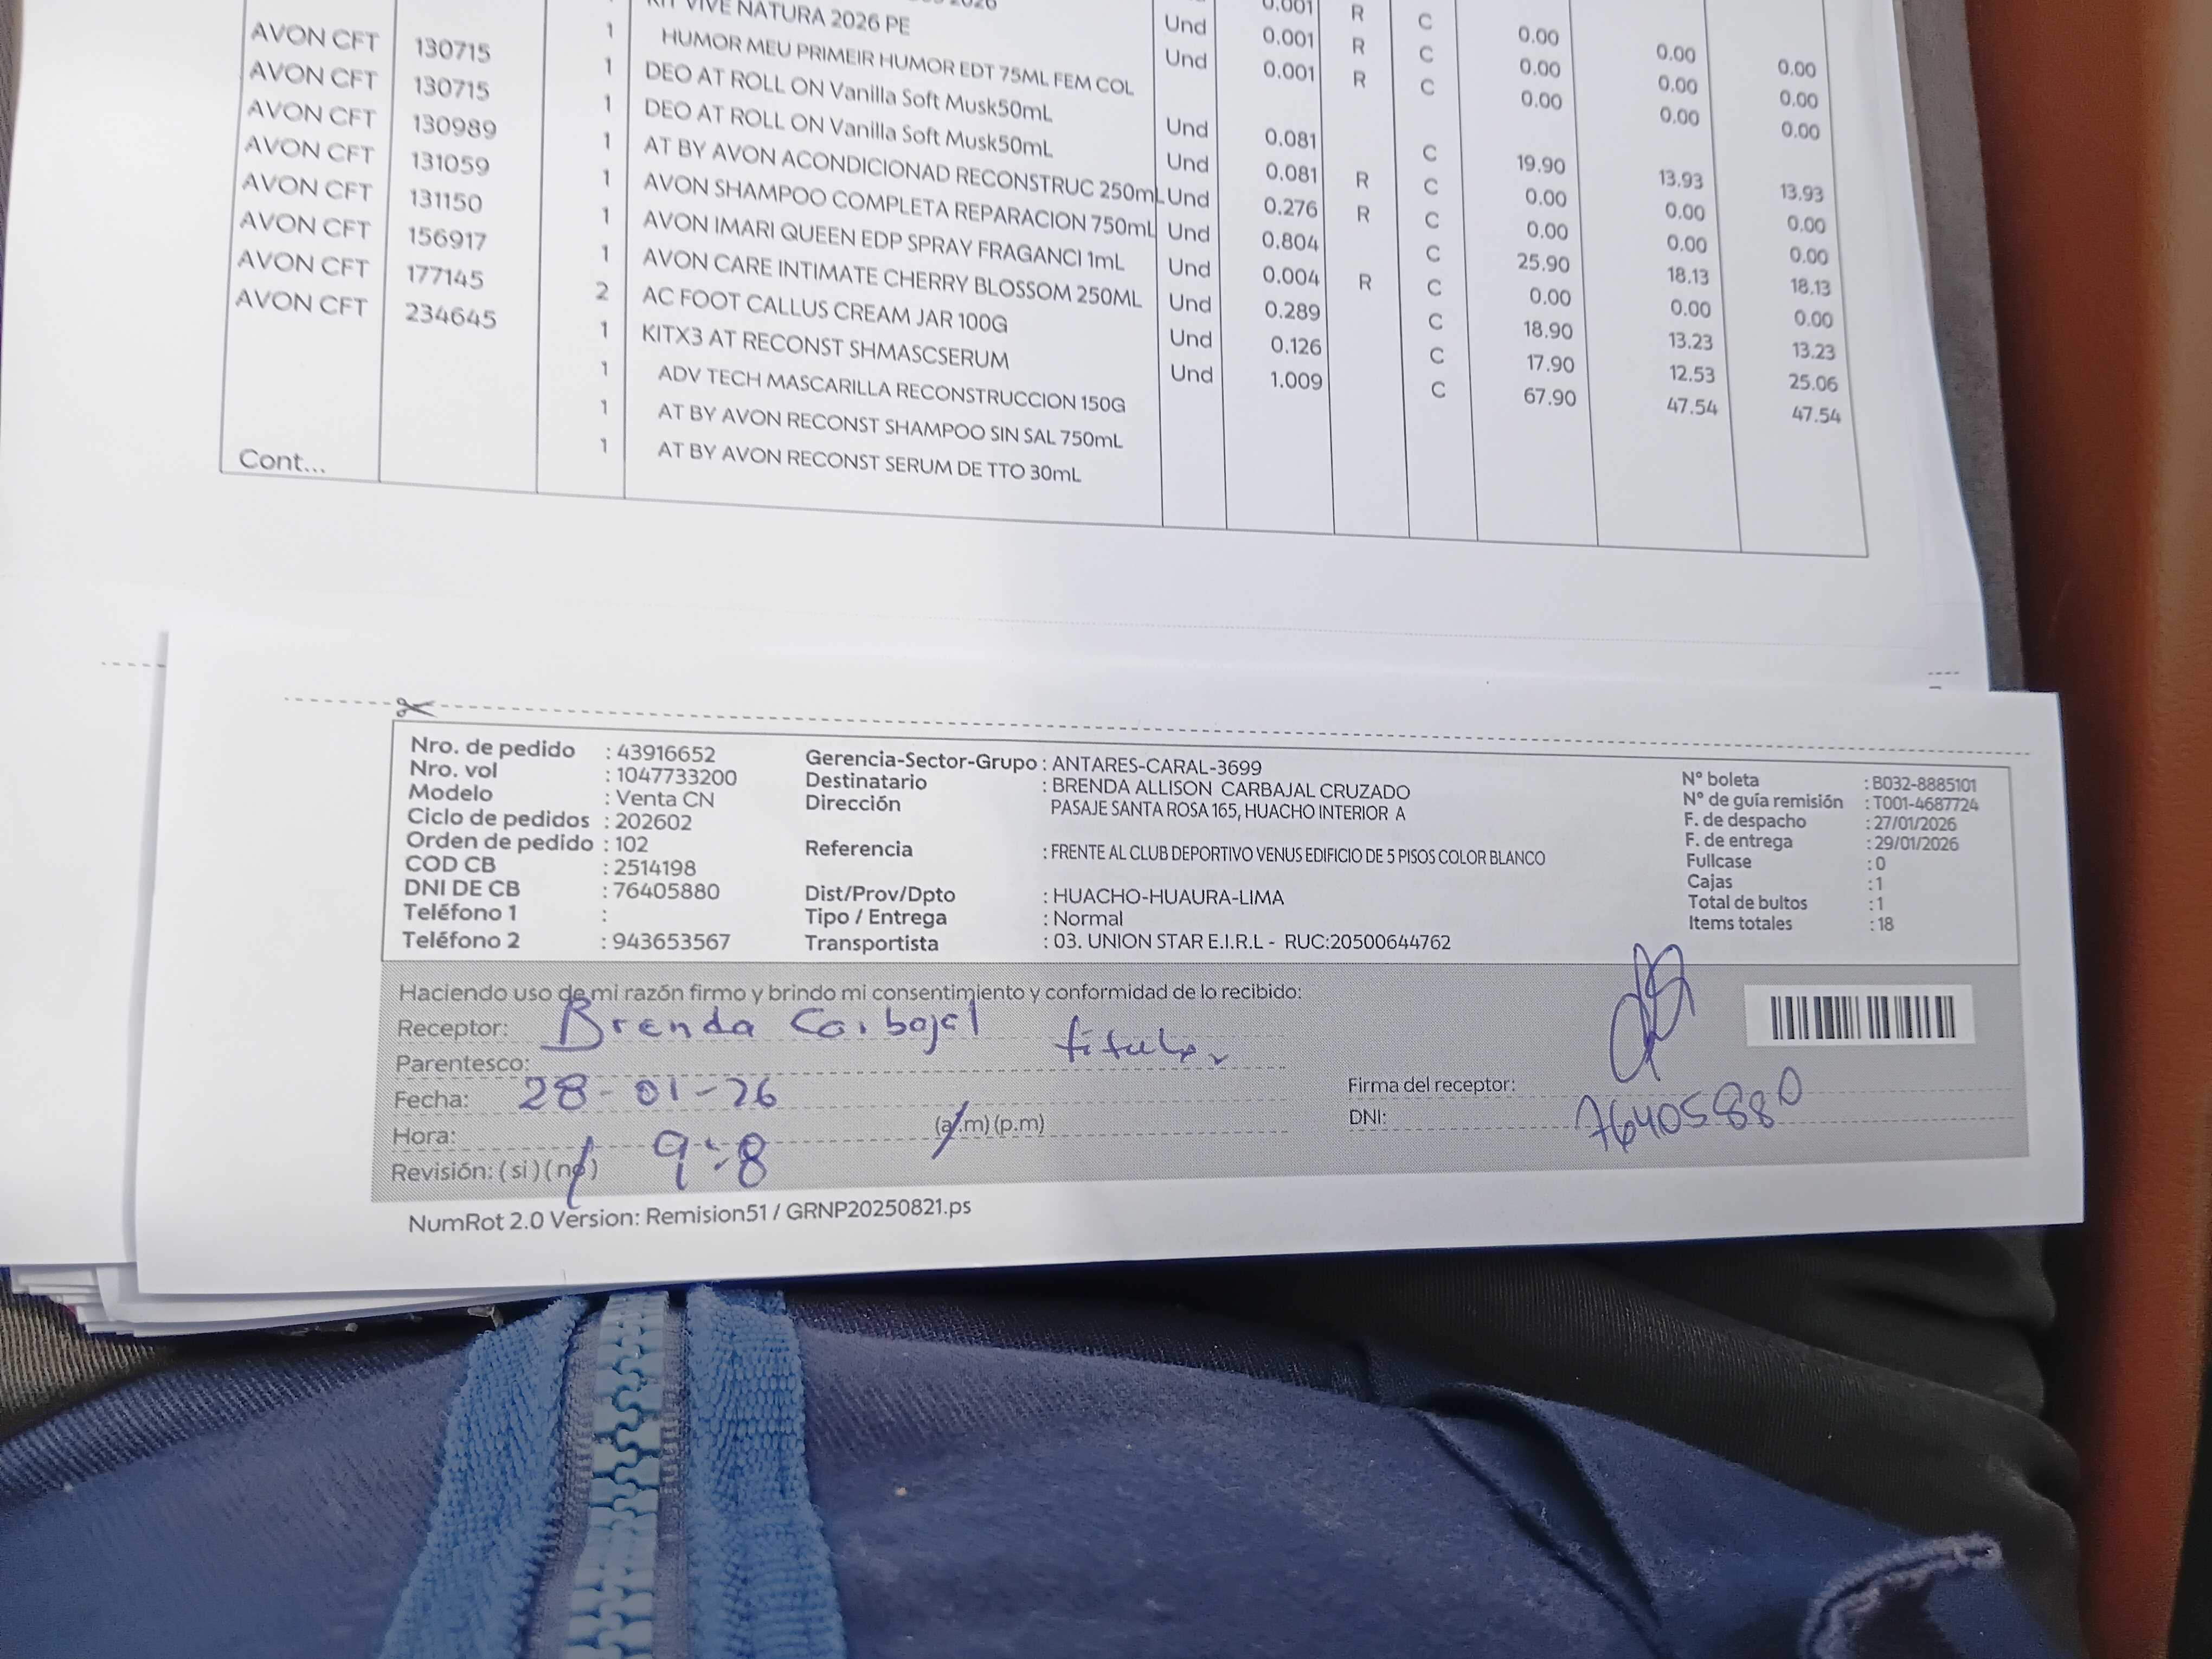 KIT VIVE NATURA 2026 PE Und 0.001 R C 0.00 0.00 0.00
1 HUMOR MEU PRIMEIR HUMOR EDT 75ML FEM COL Und 0.001 R C 0.00 0.00 0.00
AVON CFT 130715 1 DEO AT ROLL ON Vanilla Soft Musk50mL Und 0.081 C 19.90 13.93 13.93
AVON CFT 130715 1 DEO AT ROLL ON Vanilla Soft Musk50mL Und 0.081 R C 0.00 0.00 0.00
AVON CFT 130989 1 AT BY AVON ACONDICIONAD RECONSTRUC 250mL Und 0.276 R C 0.00 0.00 0.00
AVON CFT 131059 1 AVON SHAMPOO COMPLETA REPARACION 750mL Und 0.804 C 25.90 18.13 18.13
AVON CFT 131150 1 AVON IMARI QUEEN EDP SPRAY FRAGANCI 1mL Und 0.004 R C 0.00 0.00 0.00
AVON CFT 156917 1 AVON CARE INTIMATE CHERRY BLOSSOM 250ML Und 0.289 C 18.90 13.23 13.23
AVON CFT 177145 2 AC FOOT CALLUS CREAM JAR 100G Und 0.126 C 17.90 12.53 25.06
AVON CFT 234645 1 KITX3 AT RECONST SHMASCSERUM Und 1.009 C 67.90 47.54 47.54
1 ADV TECH MASCARILLA RECONSTRUCCION 150G
1 AT BY AVON RECONST SHAMPOO SIN SAL 750mL
1 AT BY AVON RECONST SERUM DE TTO 30mL
Cont...
Nro. de pedido : 43916652
Nro. vol : 1047733200
Modelo : Venta CN
Ciclo de pedidos : 202602
Orden de pedido : 102
COD CB : 2514198
DNI DE CB : 76405880
Teléfono 1 :
Teléfono 2 : 943653567
Gerencia-Sector-Grupo : ANTARES-CARAL-3699
Destinatario : BRENDA ALLISON CARBAJAL CRUZADO
Dirección PASAJE SANTA ROSA 165, HUACHO INTERIOR A
Referencia : FRENTE AL CLUB DEPORTIVO VENUS EDIFICIO DE 5 PISOS COLOR BLANCO
Dist/Prov/Dpto : HUACHO-HUAURA-LIMA
Tipo / Entrega : Normal
Transportista : 03. UNION STAR E.I.R.L - RUC:20500644762
N° boleta : B032-8885101
N° de guía remisión : T001-4687724
F. de despacho : 27/01/2026
F. de entrega : 29/01/2026
Fullcase : 0
Cajas : 1
Total de bultos : 1
Items totales : 18
Haciendo uso de mi razón firmo y brindo mi consentimiento y conformidad de lo recibido:
Receptor: Brenda Carbajal
Parentesco: titular
Fecha: 28-01-26
Hora: 9:8 (a.m) (p.m)
Revisión: ( si ) ( no )
Firma del receptor:
DNI: 76405880
NumRot 2.0 Version: Remision51 / GRNP20250821.ps